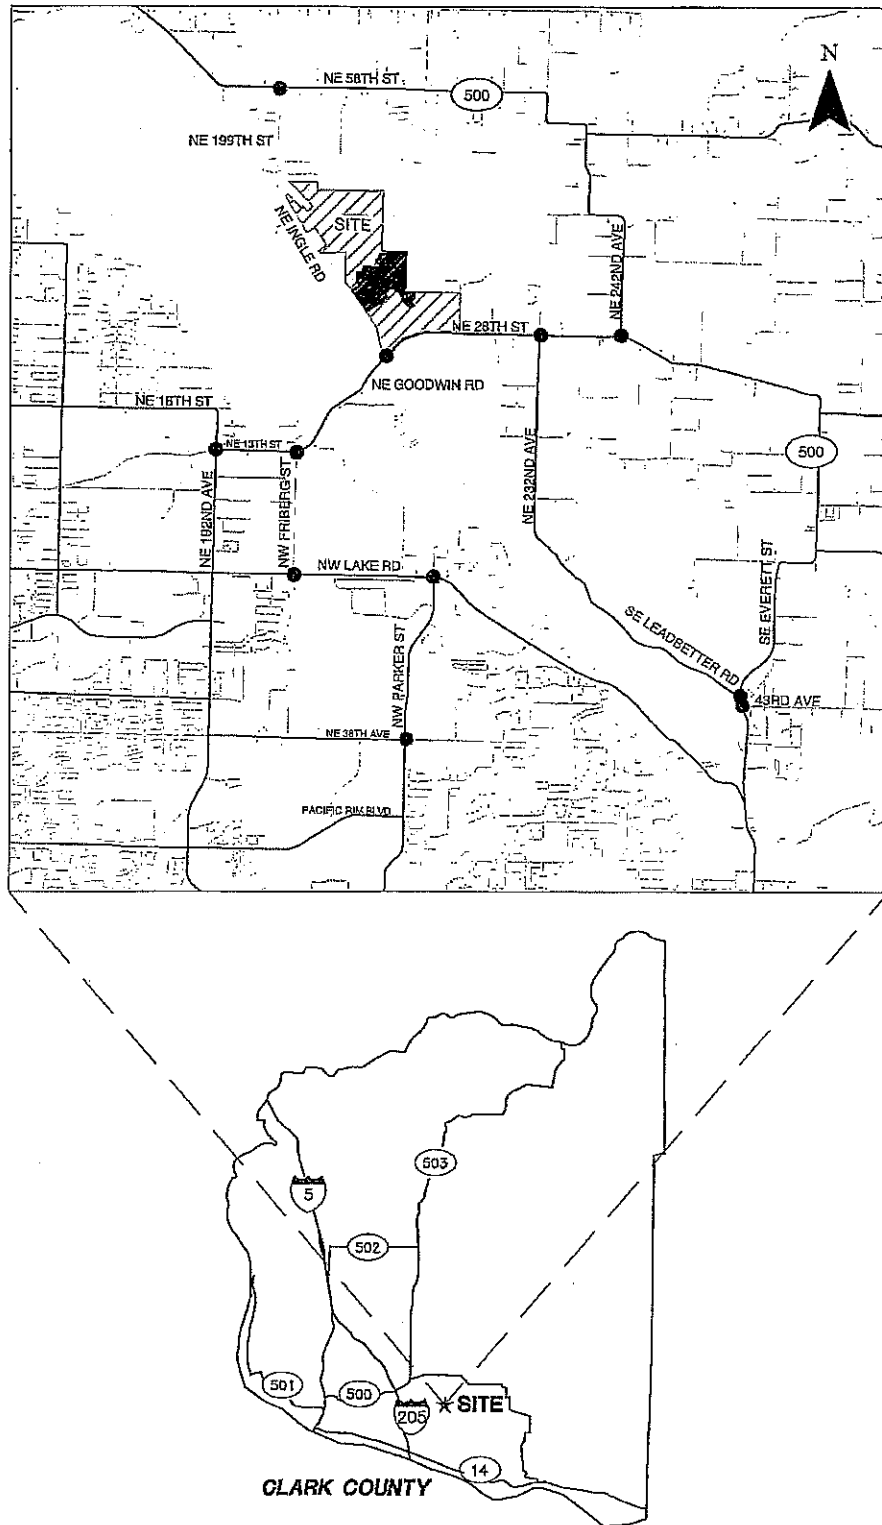 N
NE 58TH ST
500
NE 199TH ST
NE INGLE RD
SITE
NE 242ND AVE
NE 28TH ST
NE GOODWIN RD
NE 18TH ST
NE 13TH ST
500
NE 192ND AVE
NW FRIBERG ST
NE 232ND AVE
NW LAKE RD
SE EVERETT ST
SE LEADBETTER RD
NW PARKER ST
43RD AVE
NE 38TH AVE
PACIFIC RIM BLVD
503
5
502
501
500
205
SITE
14
CLARK COUNTY